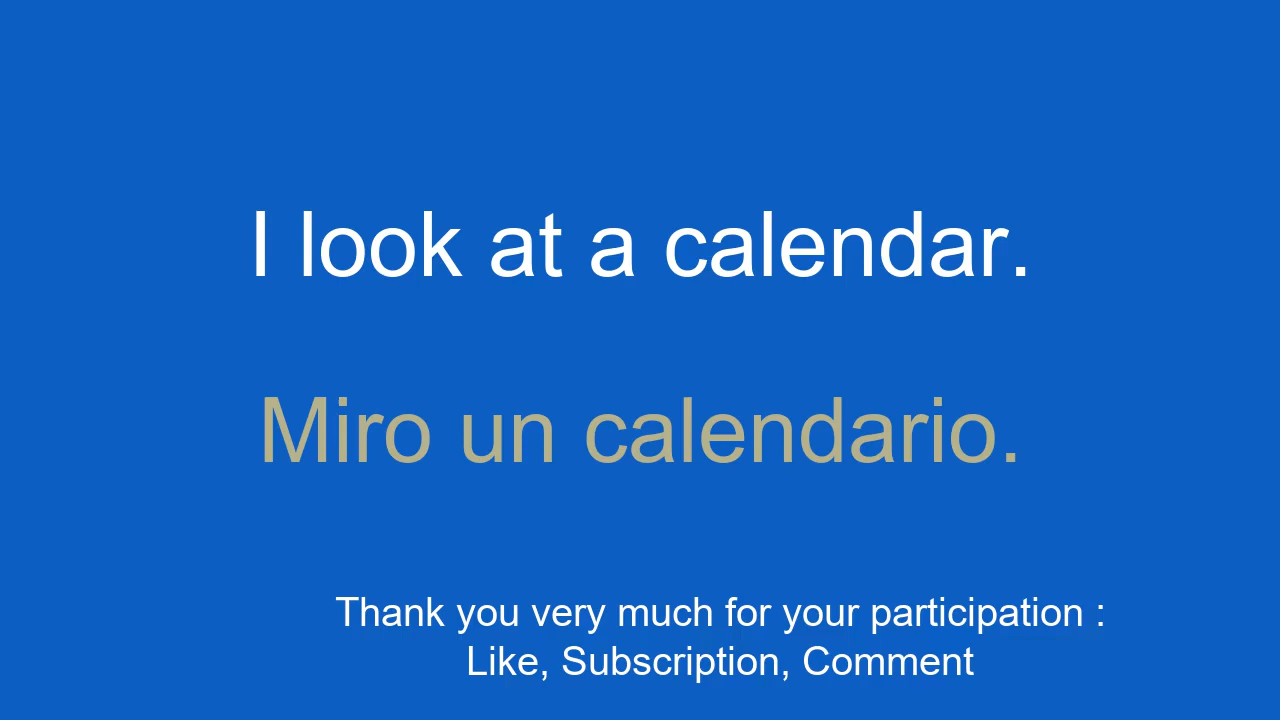 I look at a calendar.
Miro un calendario.
Thank you very much for your participation :
Like, Subscription, Comment